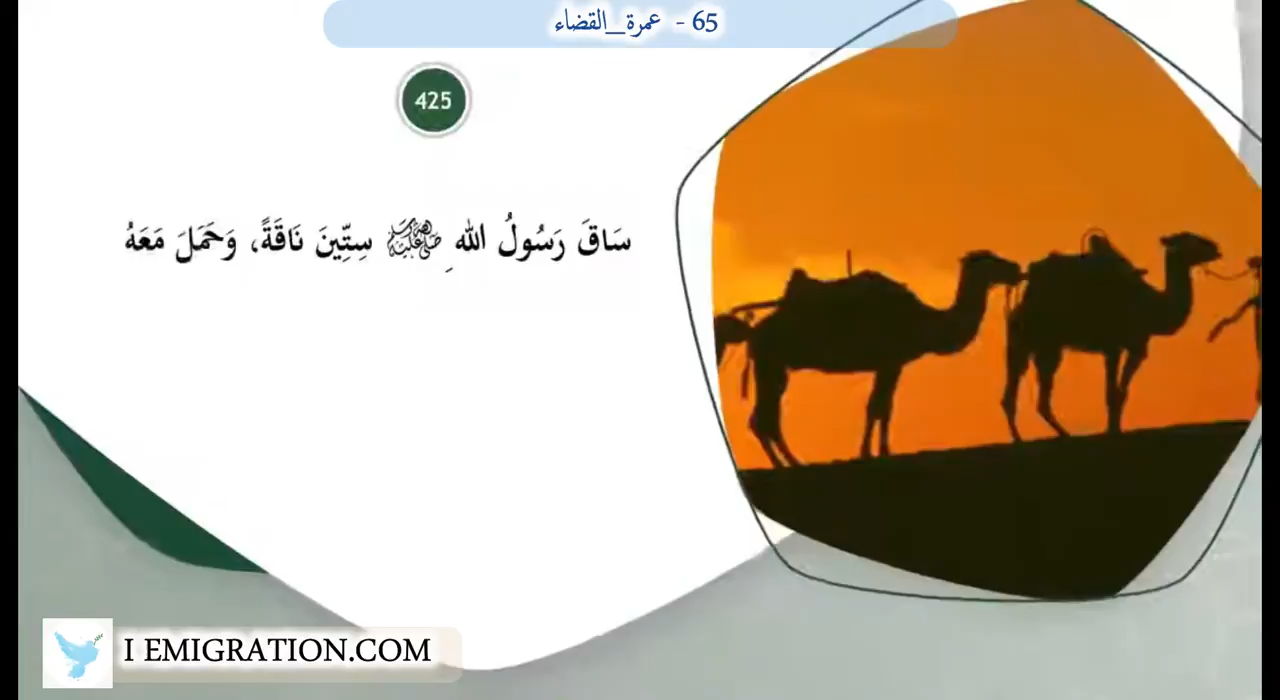 65 - عمرة_القضاء
425
سَاقَ رَسُولُ اللهِ ﷺ سِتِّينَ نَاقَةً، وَحَمَلَ مَعَهُ
I EMIGRATION.COM